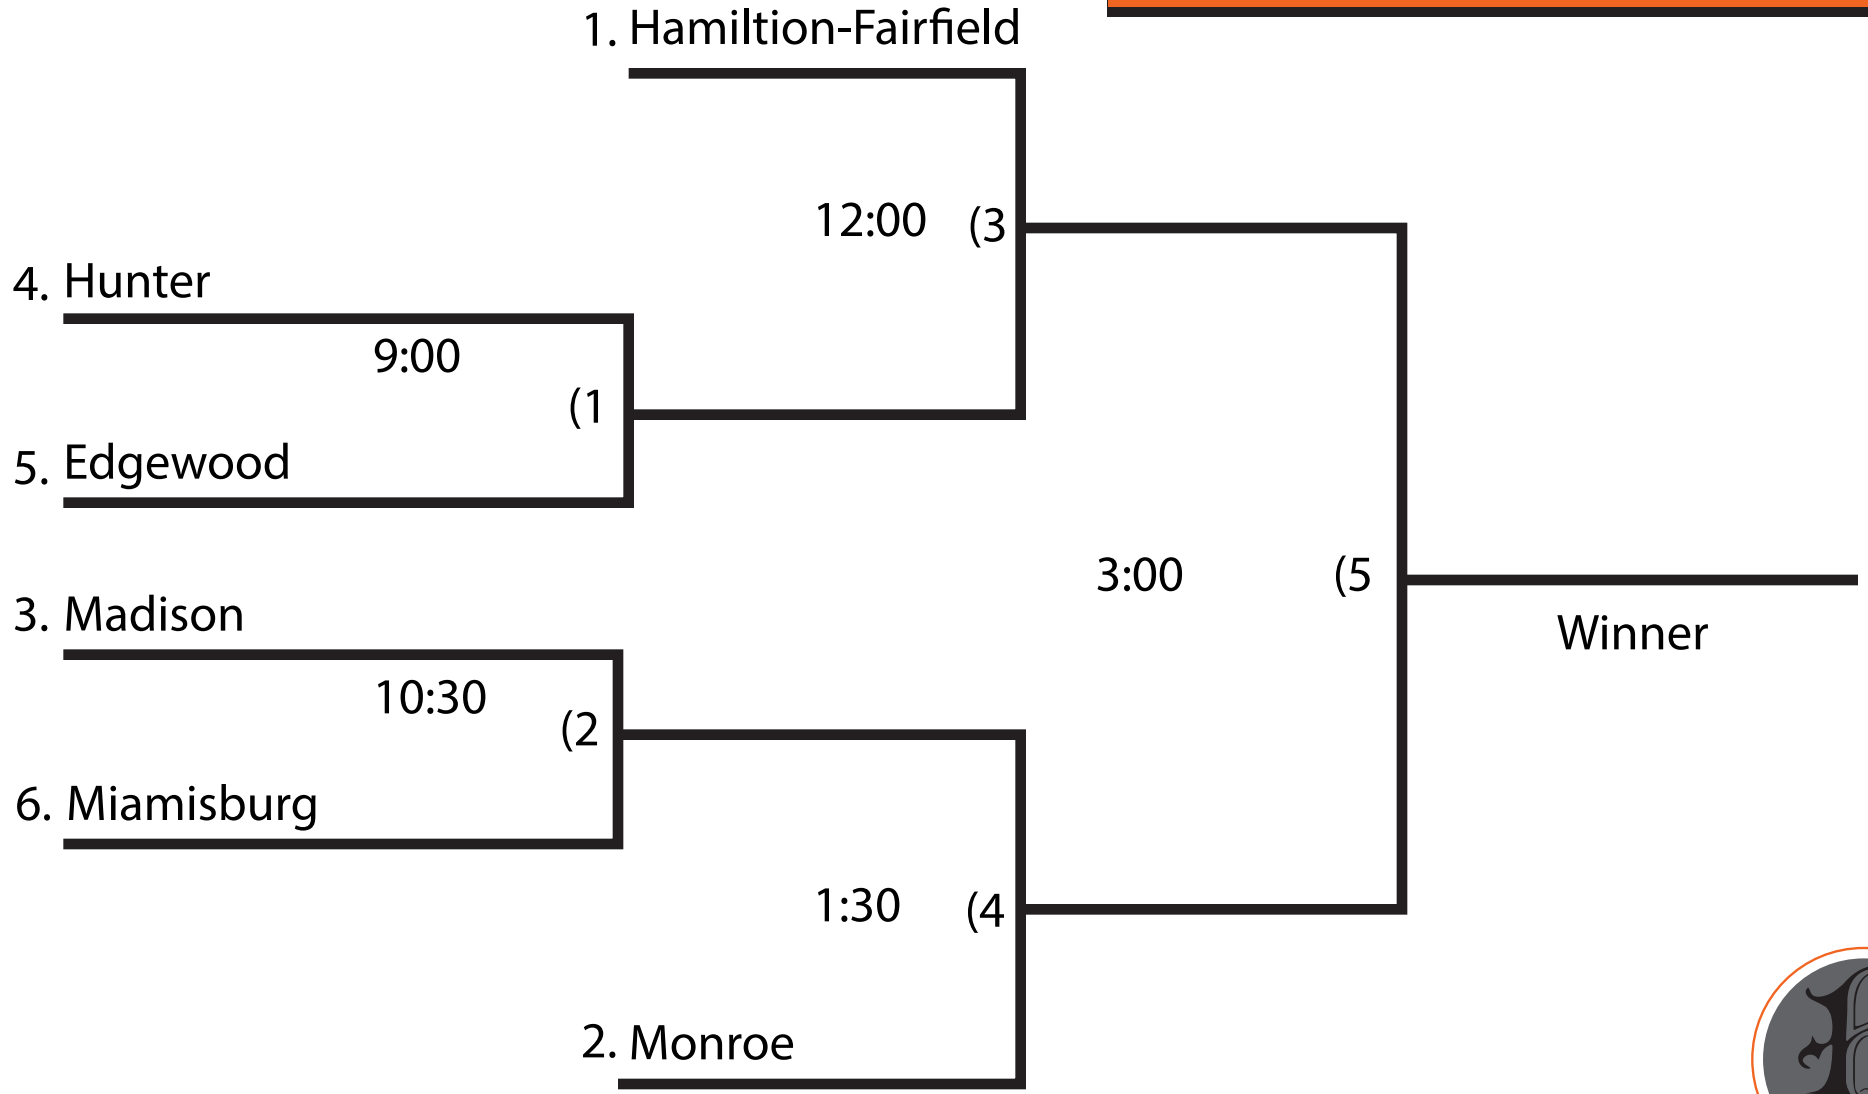 1. Hamiltion-Fairfield
12:00 (3
4. Hunter
9:00
(1
5. Edgewood
3:00 (5
Winner
3. Madison
10:30
(2
6. Miamisburg
1:30 (4
2. Monroe